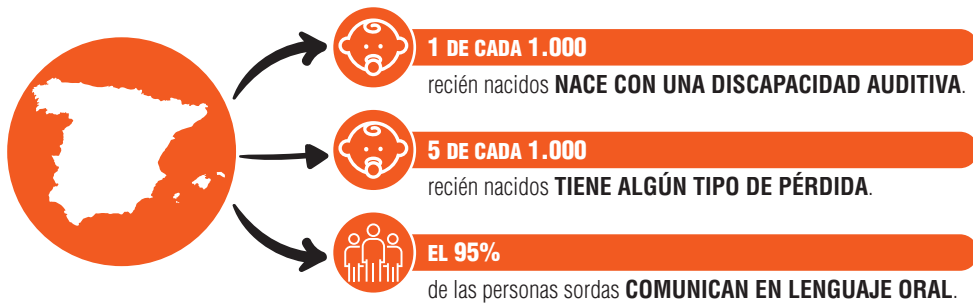 1 DE CADA 1.000
recién nacidos NACE CON UNA DISCAPACIDAD AUDITIVA.
5 DE CADA 1.000
recién nacidos TIENE ALGÚN TIPO DE PÉRDIDA.
EL 95%
de las personas sordas COMUNICAN EN LENGUAJE ORAL.